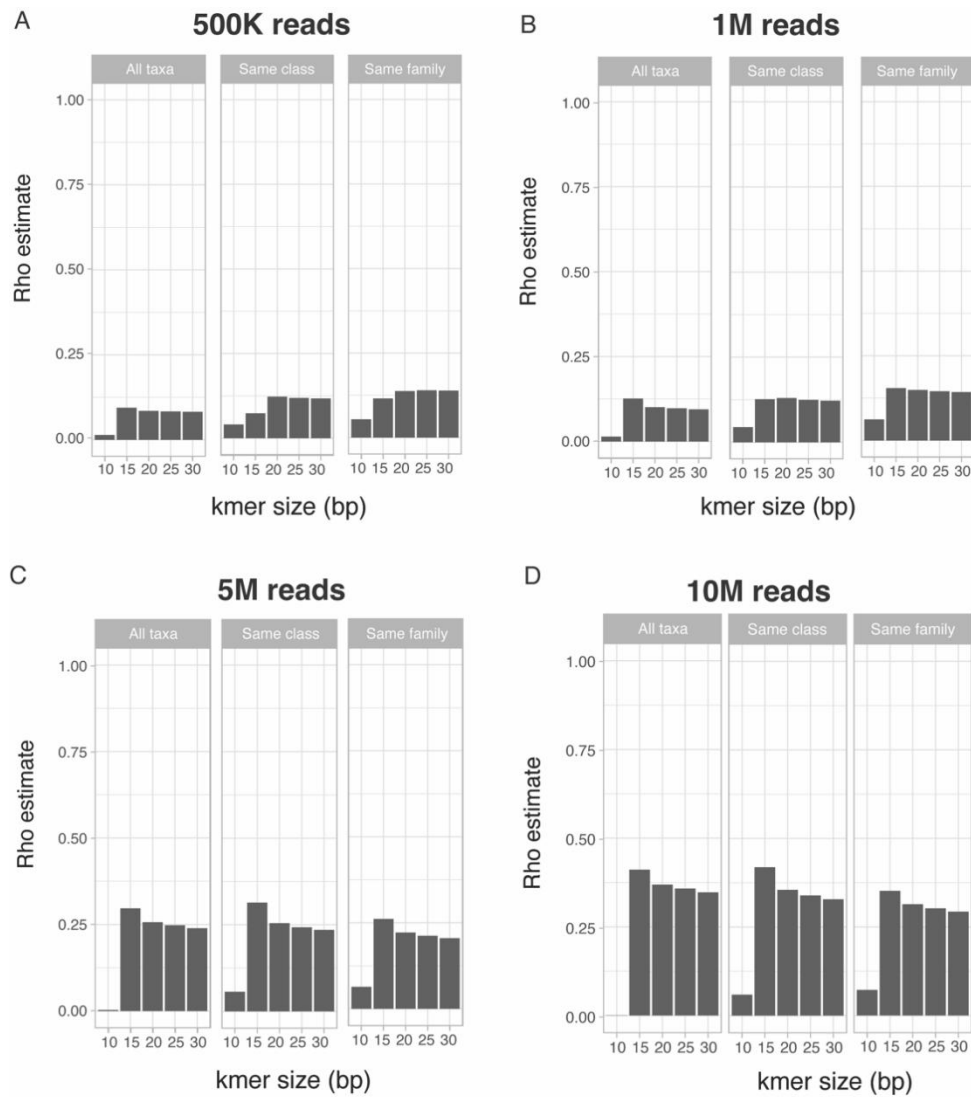 A
500K reads
All taxa Same class Same family
1.00
0.75
0.50
0.25
0.00
Rho estimate
10 15 20 25 30 10 15 20 25 30 10 15 20 25 30
kmer size (bp)
B
1M reads
All taxa Same class Same family
1.00
0.75
0.50
0.25
0.00
Rho estimate
10 15 20 25 30 10 15 20 25 30 10 15 20 25 30
kmer size (bp)
C
5M reads
All taxa Same class Same family
1.00
0.75
0.50
0.25
0.00
Rho estimate
10 15 20 25 30 10 15 20 25 30 10 15 20 25 30
kmer size (bp)
D
10M reads
All taxa Same class Same family
1.00
0.75
0.50
0.25
0.00
Rho estimate
10 15 20 25 30 10 15 20 25 30 10 15 20 25 30
kmer size (bp)